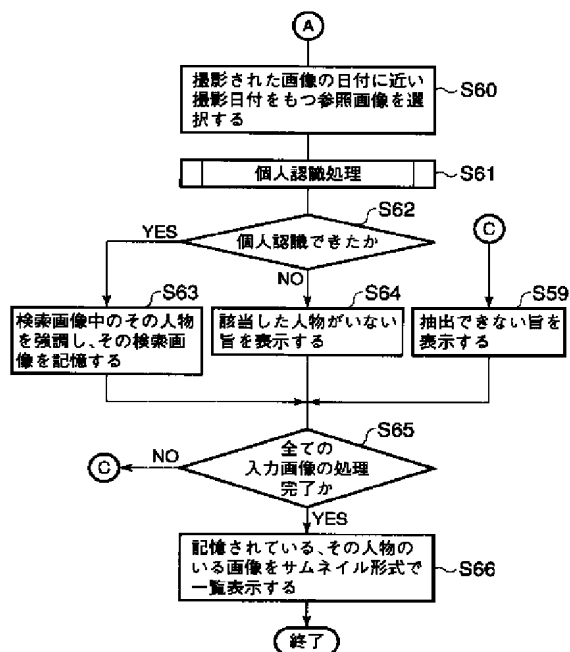 A
撮影された画像の日付に近い
撮影日付をもつ参照画像を選
択する
S60
個人認識処理
S61
S62
個人認識できたか
YES
NO
C
S63
検索画像中のその人物
を強調し、その検索画
像を記憶する
S64
該当した人物がいない
旨を表示する
S59
抽出できない旨を
表示する
S65
全ての
入力画像の処理
完了か
NO
C
YES
記憶されている、その人物の
いる画像をサムネイル形式で
一覧表示する
S66
終了